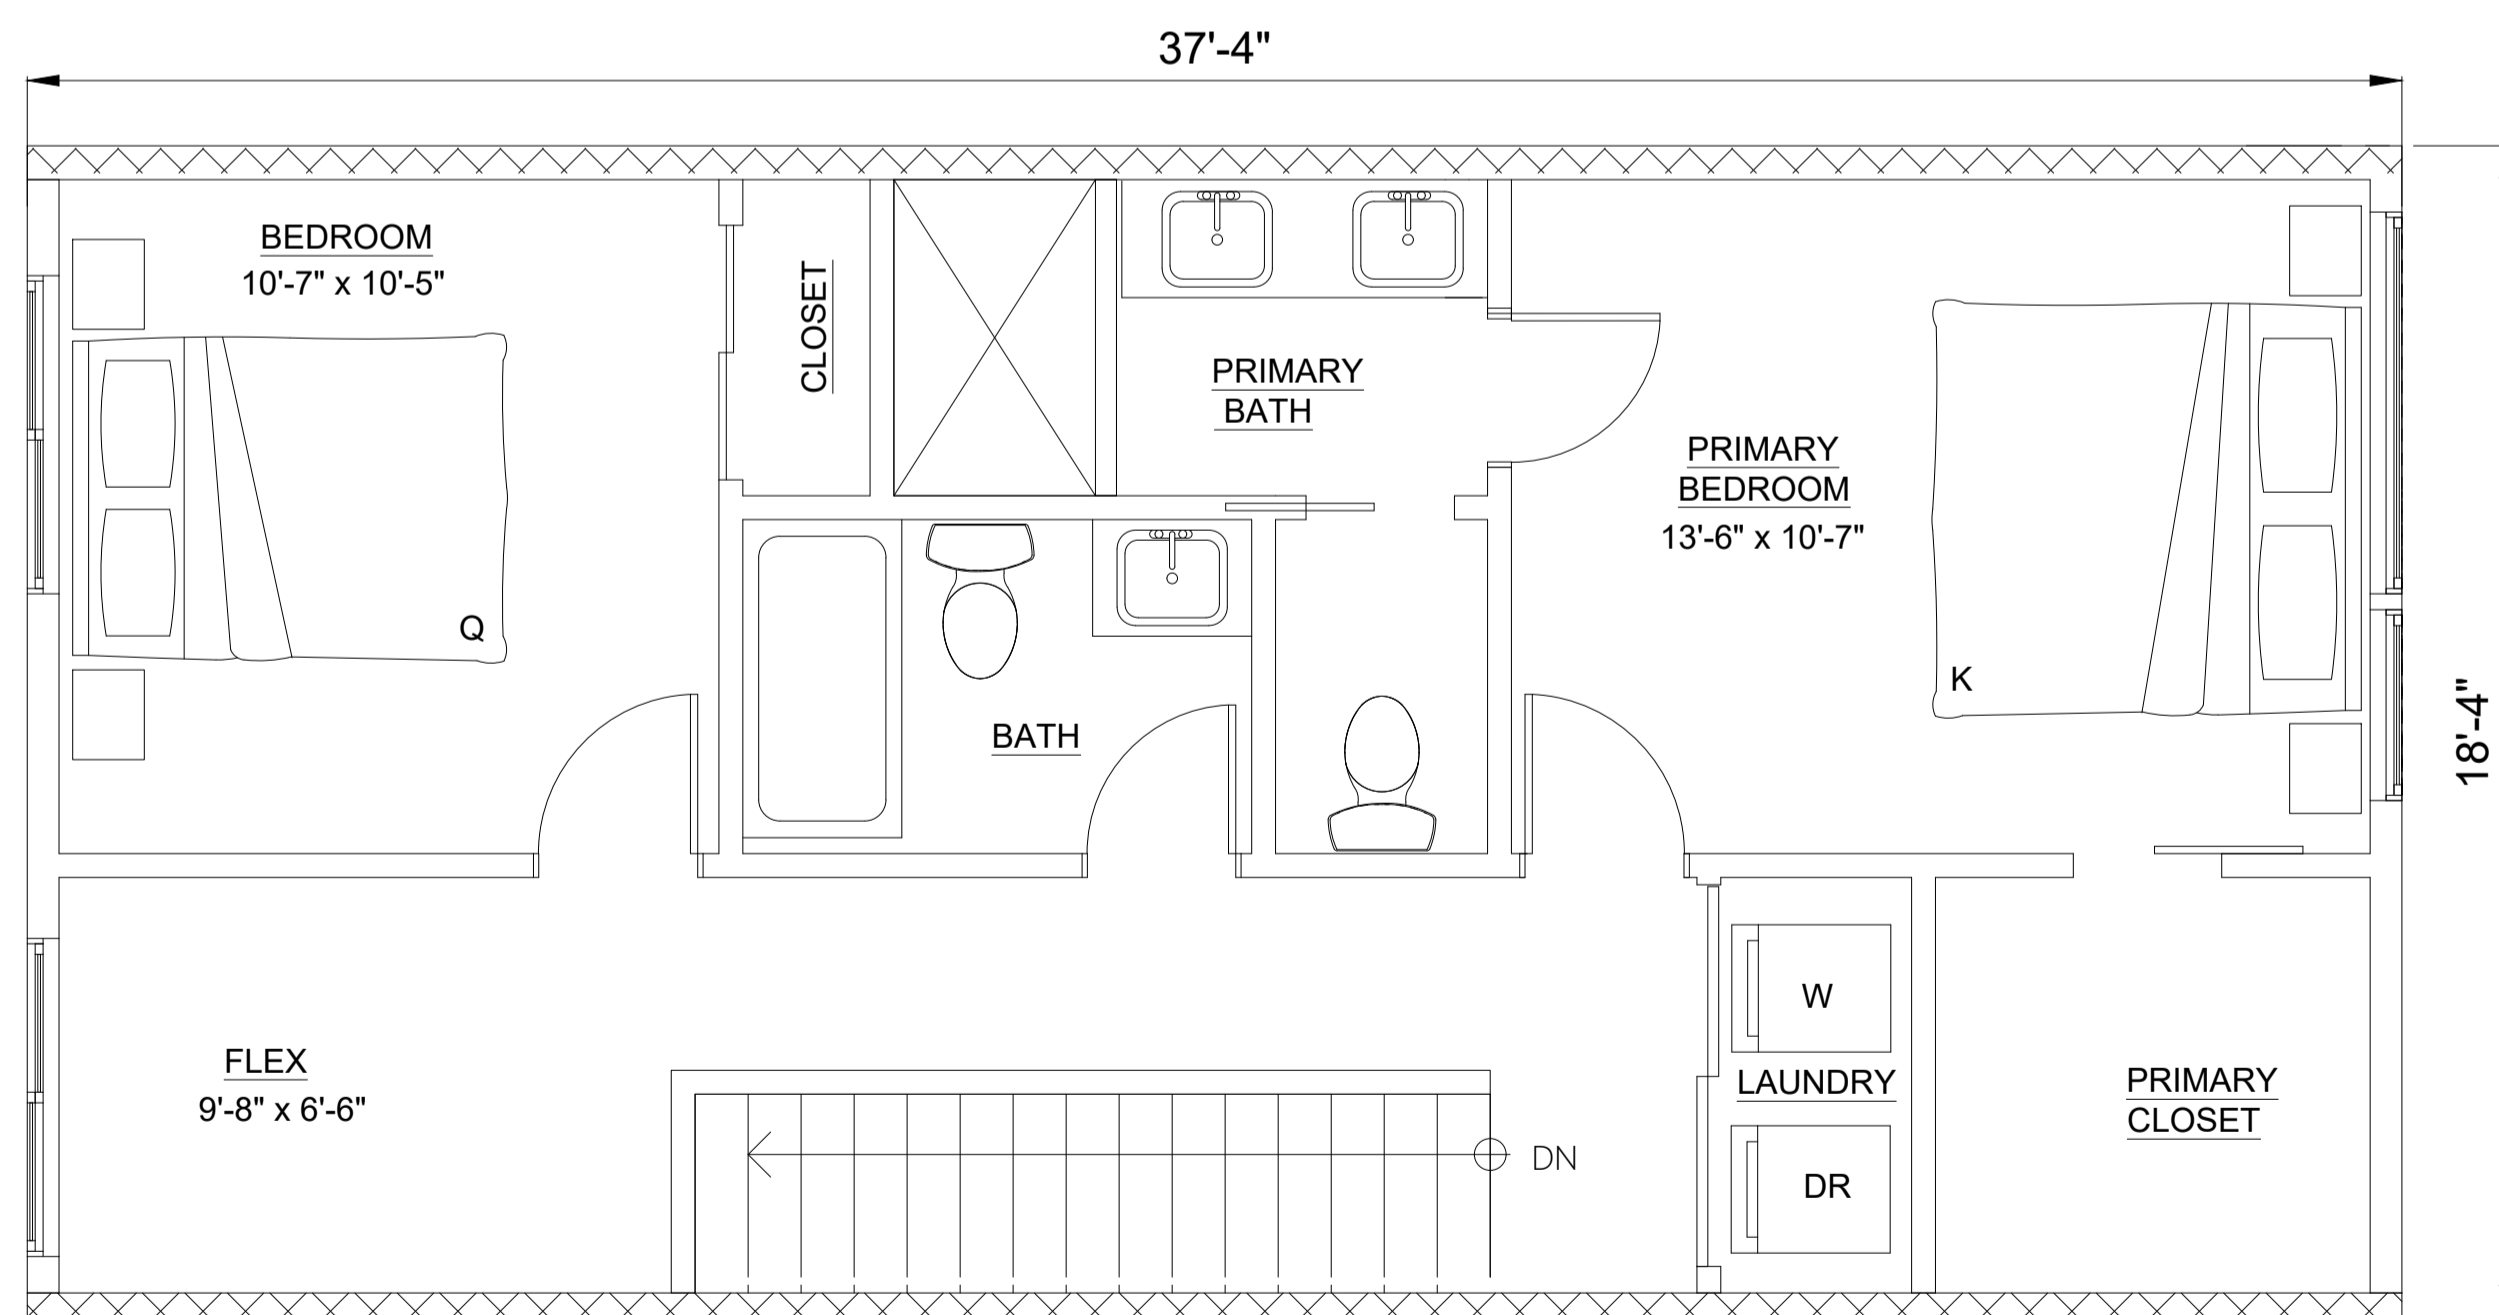 37'-4"
BEDROOM
10'-7" x 10'-5"
CLOSET
PRIMARY
BATH
PRIMARY
BEDROOM
13'-6" x 10'-7"
Q
K
18'-4"
BATH
W
FLEX
9'-8" x 6'-6"
LAUNDRY
PRIMARY
CLOSET
DN
DR